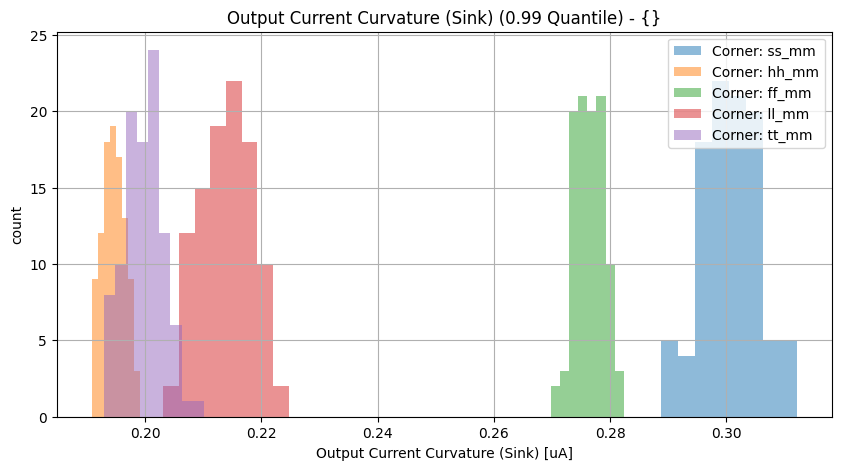 Output Current Curvature (Sink) (0.99 Quantile) - {}
25
20
15
10
5
0
count
Corner: ss_mm
Corner: hh_mm
Corner: ff_mm
Corner: ll_mm
Corner: tt_mm
0.20 0.22 0.24 0.26 0.28 0.30
Output Current Curvature (Sink) [uA]